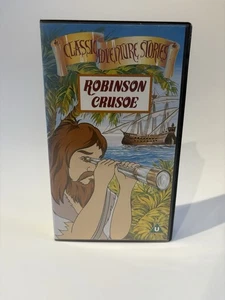 CLASSIC ADVENTURE STORIES
ROBINSON
CRUSOE
U